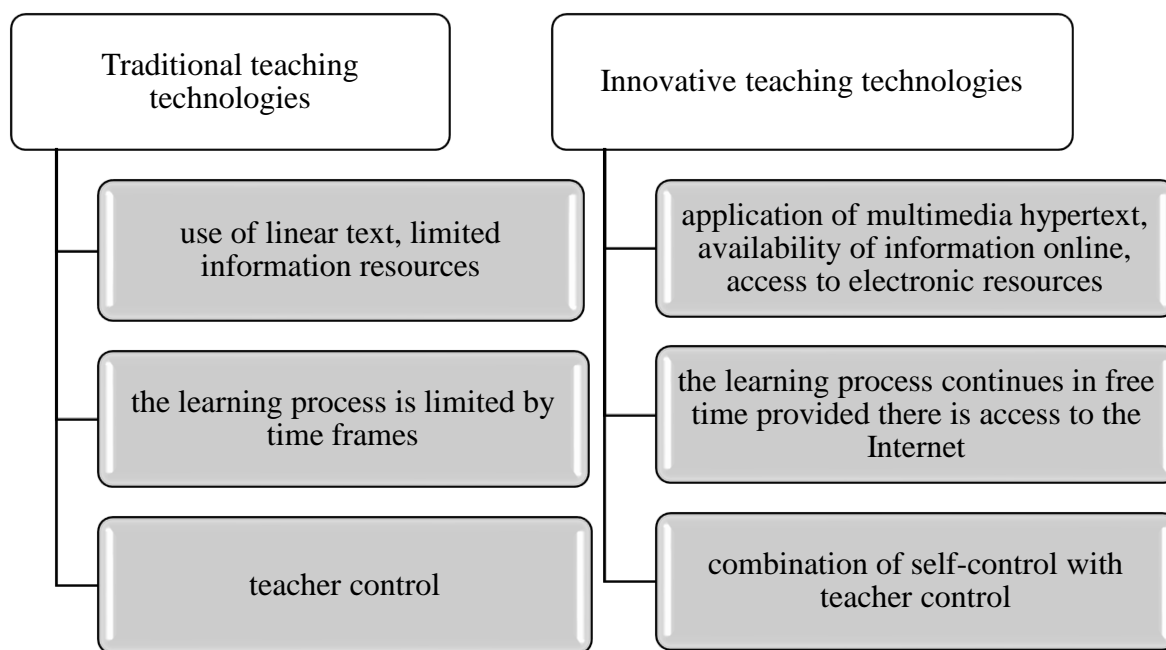 Traditional teaching
technologies
use of linear text, limited
information resources
the learning process is limited by
time frames
teacher control
Innovative teaching technologies
application of multimedia hypertext,
availability of information online,
access to electronic resources
the learning process continues in free
time provided there is access to the
Internet
combination of self-control with
teacher control